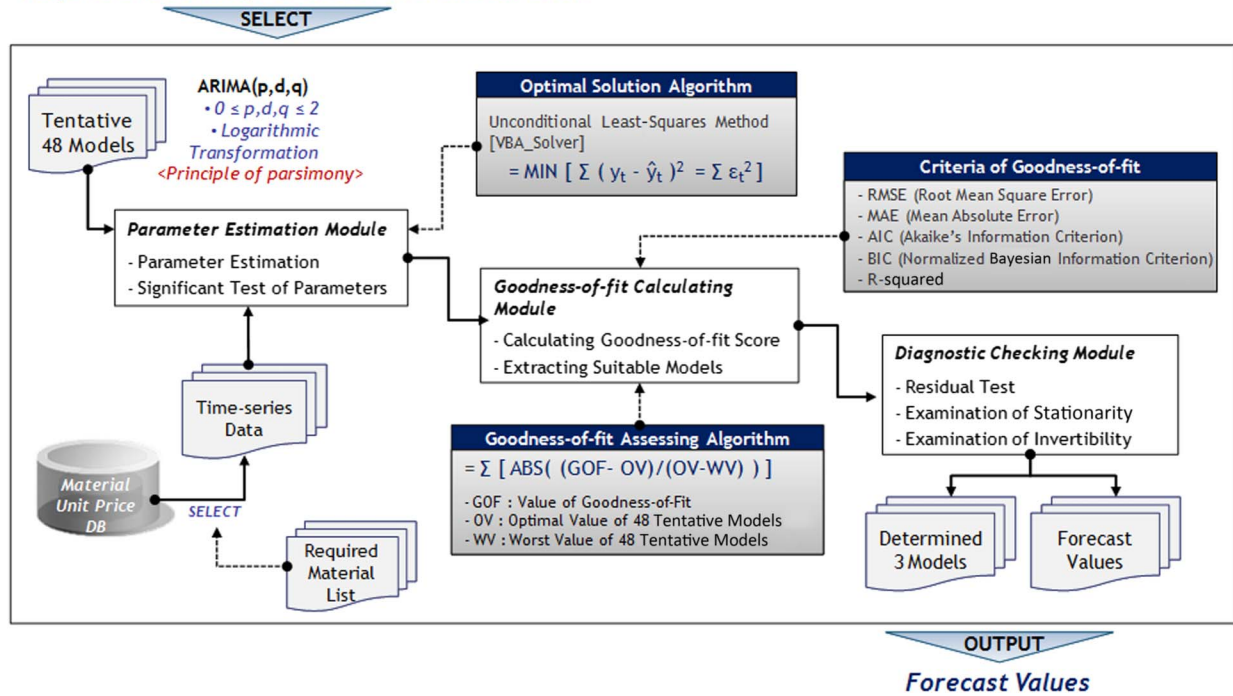 SELECT
Tentative
48 Models
ARIMA(p,d,q)
• 0 ≤ p,d,q ≤ 2
• Logarithmic
Transformation
<Principle of parsimony>
Optimal Solution Algorithm
Unconditional Least-Squares Method
[VBA_Solver]
= MIN [ Σ ( yₜ - ŷₜ )² = Σ εₜ² ]
Criteria of Goodness-of-fit
- RMSE (Root Mean Square Error)
- MAE (Mean Absolute Error)
- AIC (Akaike's Information Criterion)
- BIC (Normalized Bayesian Information Criterion)
- R-squared
Parameter Estimation Module
- Parameter Estimation
- Significant Test of Parameters
Goodness-of-fit Calculating
Module
- Calculating Goodness-of-fit Score
- Extracting Suitable Models
Diagnostic Checking Module
- Residual Test
- Examination of Stationarity
- Examination of Invertibility
Time-series
Data
Material
Unit Price
DB
SELECT
Required
Material
List
Goodness-of-fit Assessing Algorithm
= Σ [ ABS( (GOF- OV)/(OV-WV) ) ]
- GOF : Value of Goodness-of-Fit
- OV : Optimal Value of 48 Tentative Models
- WV : Worst Value of 48 Tentative Models
Determined
3 Models
Forecast
Values
OUTPUT
Forecast Values